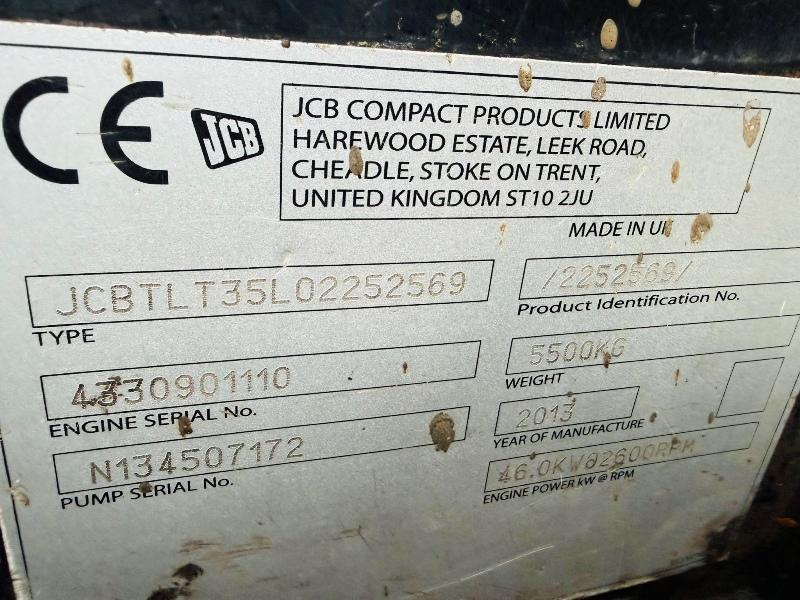 CE
JCB
JCB COMPACT PRODUCTS LIMITED
HAREWOOD ESTATE, LEEK ROAD,
CHEADLE, STOKE ON TRENT,
UNITED KINGDOM ST10 2JU
MADE IN UK
JCBTLT35L02252569
TYPE
/2252569/
Product Identification No.
4330901110
ENGINE SERIAL No.
5500KG
WEIGHT
N134507172
PUMP SERIAL No.
2013
YEAR OF MANUFACTURE
46.0KW@2600RPM
ENGINE POWER kW @ RPM